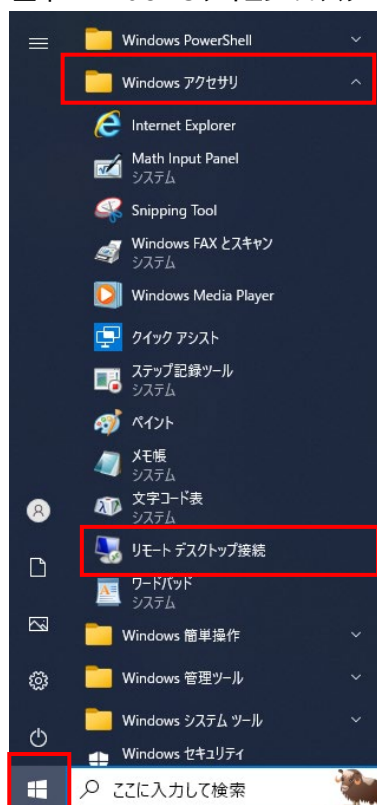 Windows PowerShell
Windows アクセサリ
Internet Explorer
Math Input Panel
システム
Snipping Tool
Windows FAX とスキャン
システム
Windows Media Player
クイック アシスト
ステップ記録ツール
システム
ペイント
メモ帳
システム
文字コード表
システム
リモート デスクトップ接続
ワードパッド
システム
Windows 簡単操作
Windows 管理ツール
Windows システム ツール
Windows セキュリティ
ここに入力して検索